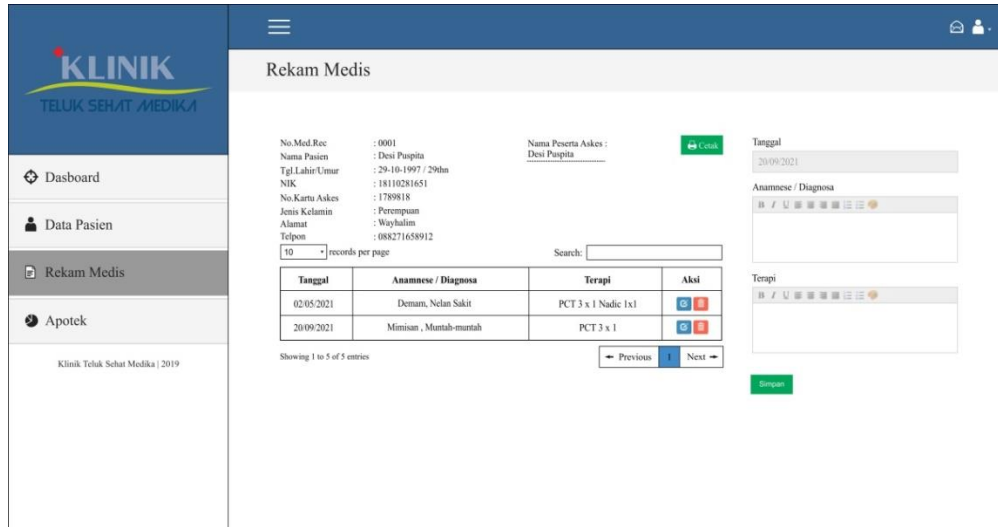 KLINIK
TELUK SEHAT MEDIKA
Dasboard
Data Pasien
Rekam Medis
Apotek
Klinik Teluk Sehat Medika | 2019
Rekam Medis
No.Med.Rec : 0001
Nama Pasien : Desi Puspita
Tgl.Lahir/Umur : 29-10-1997 / 29thn
NIK : 18110281651
No.Kartu Askes : 1789818
Jenis Kelamin : Perempuan
Alamat : Wayhalim
Telpon : 088271658912
Nama Peserta Askes :
Desi Puspita
Cetak
10 records per page
Search:
Tanggal Anamnese / Diagnosa Terapi Aksi
02/05/2021 Demam, Nelan Sakit PCT 3 x 1 Nadic 1x1
20/09/2021 Mimisan , Muntah-muntah PCT 3 x 1
Showing 1 to 5 of 5 entries
Previous 1 Next
Tanggal
20/09/2021
Anamnese / Diagnosa
B I U
Terapi
B I U
Simpan